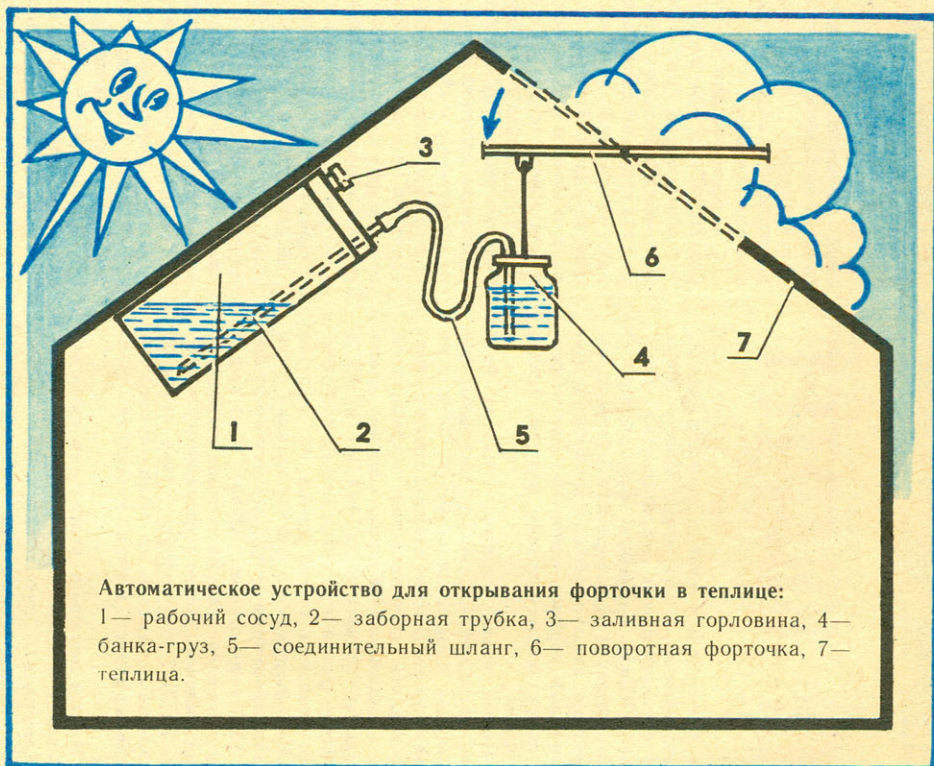 3
6
7
4
1
2
5
Автоматическое устройство для открывания форточки в теплице:
1— рабочий сосуд, 2— заборная трубка, 3— заливная горловина, 4—
банка-груз, 5— соединительный шланг, 6— поворотная форточка, 7—
теплица.